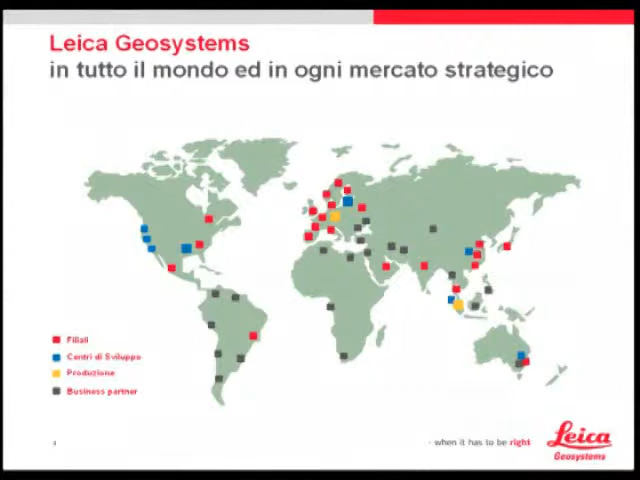 Leica Geosystems
in tutto il mondo ed in ogni mercato strategico
Filiali
Centri di Sviluppo
Produzione
Business partner
- when it has to be right
Leica
Geosystems